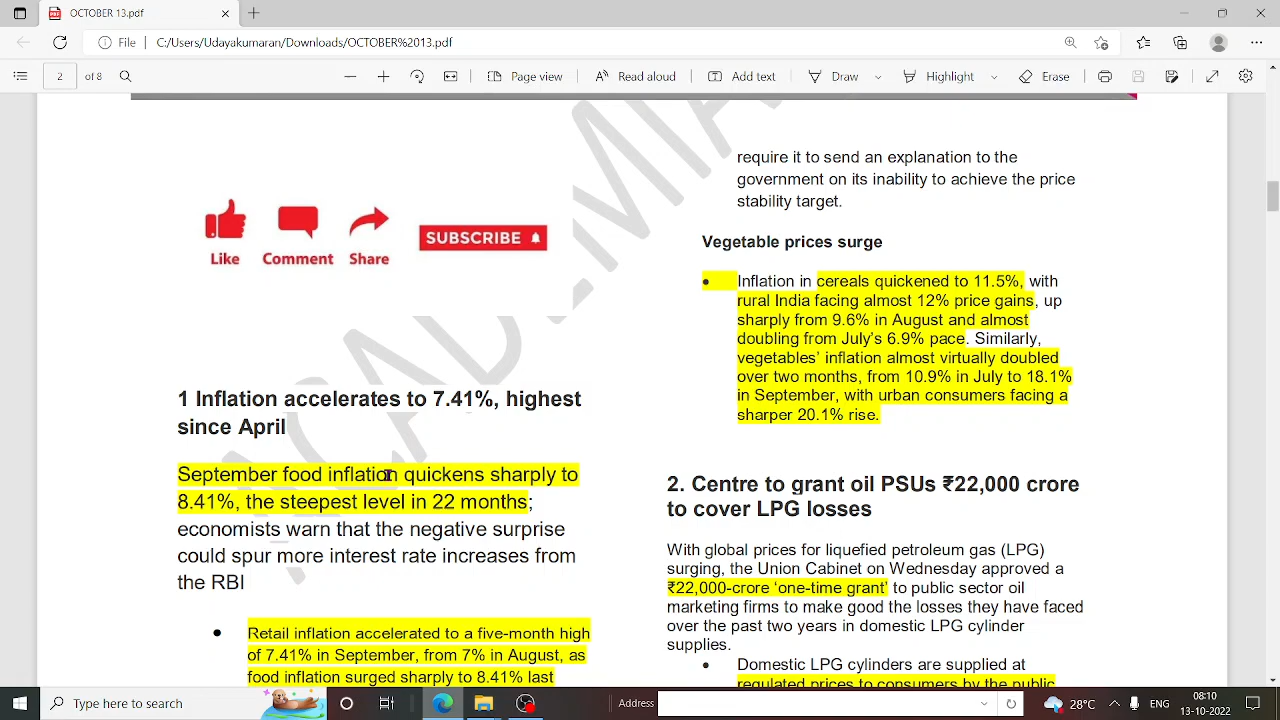 OCTOBER 13.pdf
File
C:/Users/Udayakumaran/Downloads/OCTOBER%2013.pdf
2 of 8
Page view
Read aloud
Add text
Draw
Highlight
Erase
ACADEMIA
Like Comment Share
SUBSCRIBE
1 Inflation accelerates to 7.41%, highest
since April
September food inflation quickens sharply to
8.41%, the steepest level in 22 months;
economists warn that the negative surprise
could spur more interest rate increases from
the RBI
• Retail inflation accelerated to a five-month high
of 7.41% in September, from 7% in August, as
food inflation surged sharply to 8.41% last
require it to send an explanation to the
government on its inability to achieve the price
stability target.
Vegetable prices surge
• Inflation in cereals quickened to 11.5%, with
rural India facing almost 12% price gains, up
sharply from 9.6% in August and almost
doubling from July's 6.9% pace. Similarly,
vegetables' inflation almost virtually doubled
over two months, from 10.9% in July to 18.1%
in September, with urban consumers facing a
sharper 20.1% rise.
2. Centre to grant oil PSUs ₹22,000 crore
to cover LPG losses
With global prices for liquefied petroleum gas (LPG)
surging, the Union Cabinet on Wednesday approved a
₹22,000-crore 'one-time grant' to public sector oil
marketing firms to make good the losses they have faced
over the past two years in domestic LPG cylinder
supplies.
• Domestic LPG cylinders are supplied at
regulated prices to consumers by the public
Type here to search
Address
28°C
ENG
08:10
13-10-2022